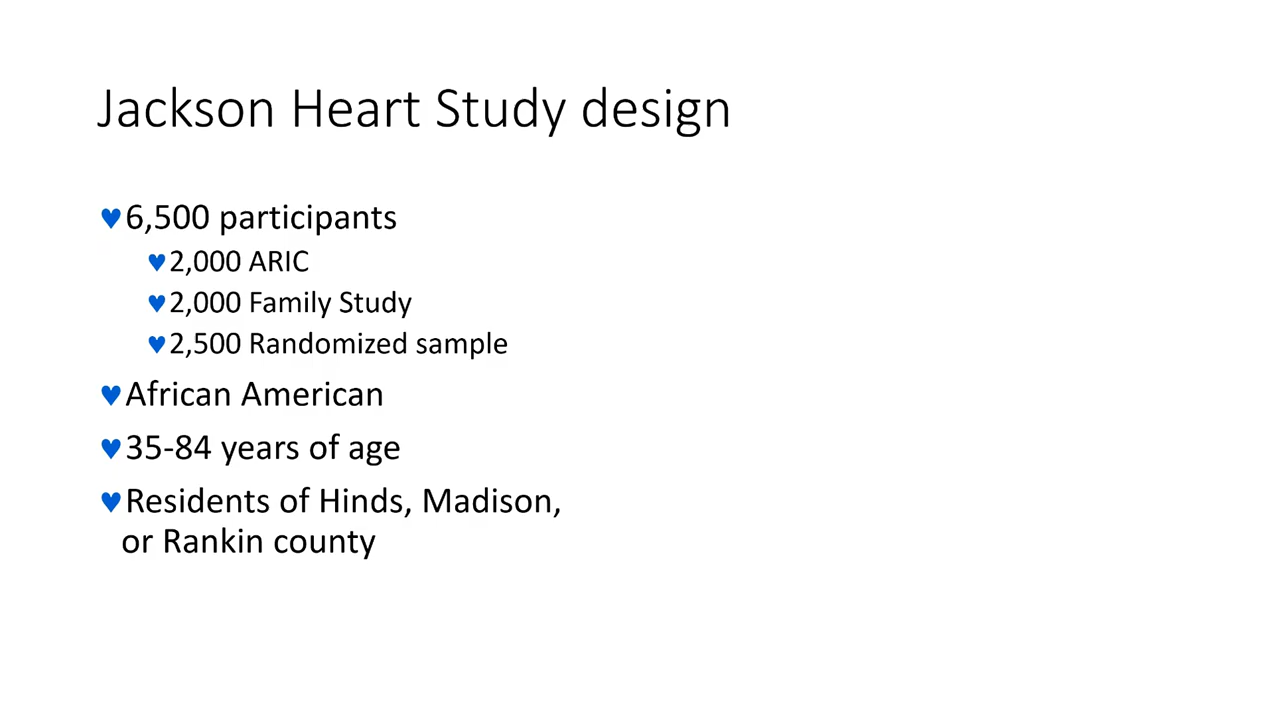 Jackson Heart Study design
♥6,500 participants
♥2,000 ARIC
♥2,000 Family Study
♥2,500 Randomized sample
♥African American
♥35-84 years of age
♥Residents of Hinds, Madison,
or Rankin county